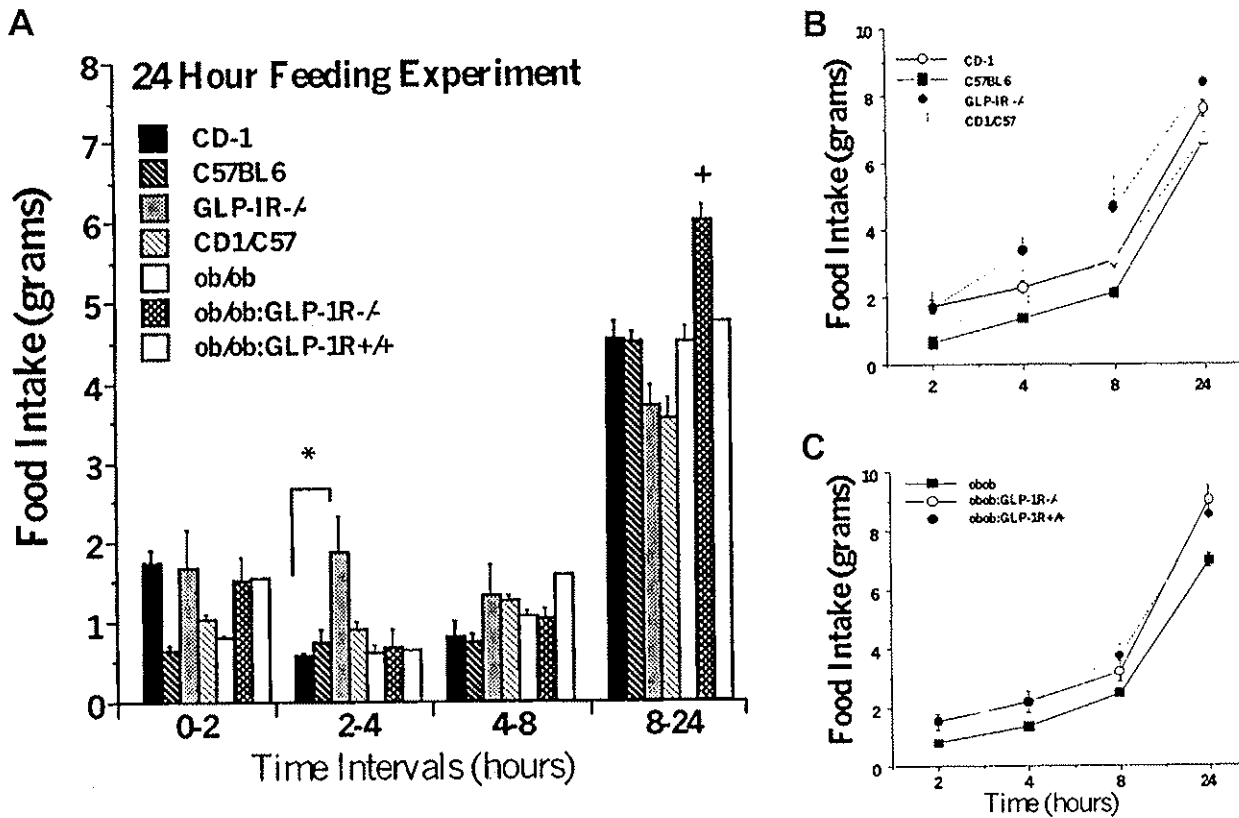 A
24 Hour Feeding Experiment
8
7
6
5
4
3
2
1
0
Food Intake (grams)
CD-1
C57BL6
GLP-IR-/-
CD1/C57
ob/ob
ob/ob:GLP-1R-/-
ob/ob:GLP-1R+/+
*
+
0-2
2-4
4-8
8-24
Time Intervals (hours)
B
10
8
6
4
2
0
Food Intake (grams)
CD-1
C57BL6
GLP-IR -/-
CD1/C57
2
4
8
24
C
10
8
6
4
2
0
Food Intake (grams)
obob
obob:GLP-1R-/-
obob:GLP-1R+/+
2
4
8
24
Time (hours)